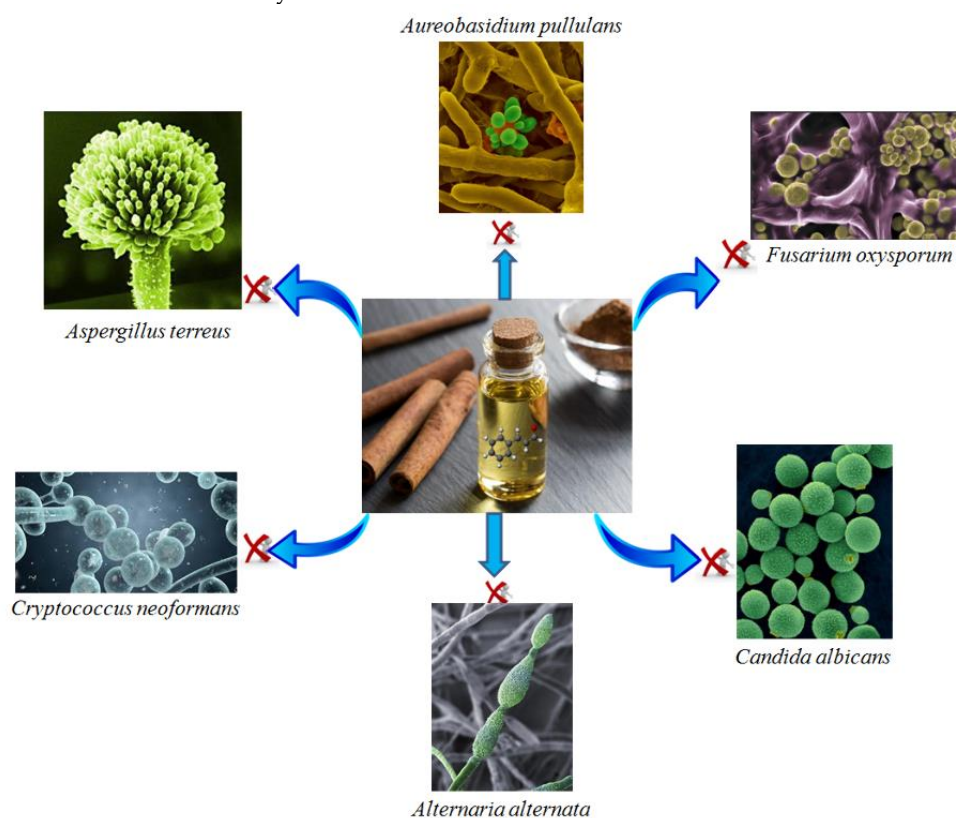 Aureobasidium pullulans
Fusarium oxysporum
Aspergillus terreus
Cryptococcus neoformans
Candida albicans
Alternaria alternata